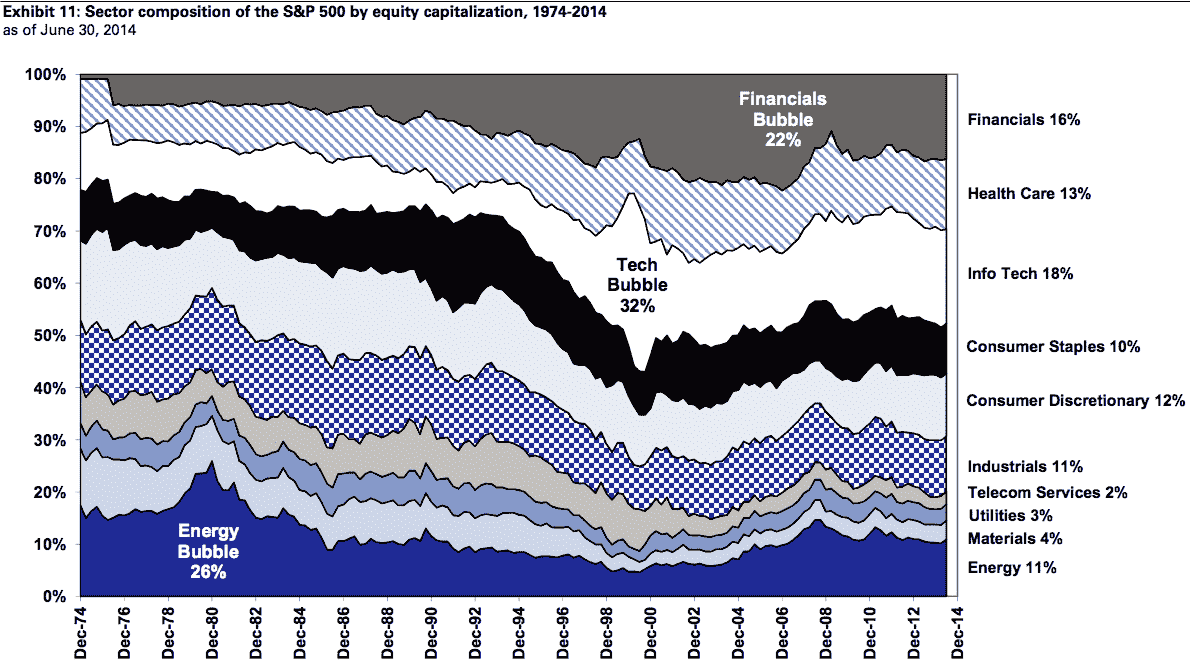 Exhibit 11: Sector composition of the S&P 500 by equity capitalization, 1974-2014
as of June 30, 2014
100%
90%
80%
70%
60%
50%
40%
30%
20%
10%
0%
Financials
Bubble
22%
Tech
Bubble
32%
Energy
Bubble
26%
Financials 16%
Health Care 13%
Info Tech 18%
Consumer Staples 10%
Consumer Discretionary 12%
Industrials 11%
Telecom Services 2%
Utilities 3%
Materials 4%
Energy 11%
Dec-74
Dec-76
Dec-78
Dec-80
Dec-82
Dec-84
Dec-86
Dec-88
Dec-90
Dec-92
Dec-94
Dec-96
Dec-98
Dec-00
Dec-02
Dec-04
Dec-06
Dec-08
Dec-10
Dec-12
Dec-14